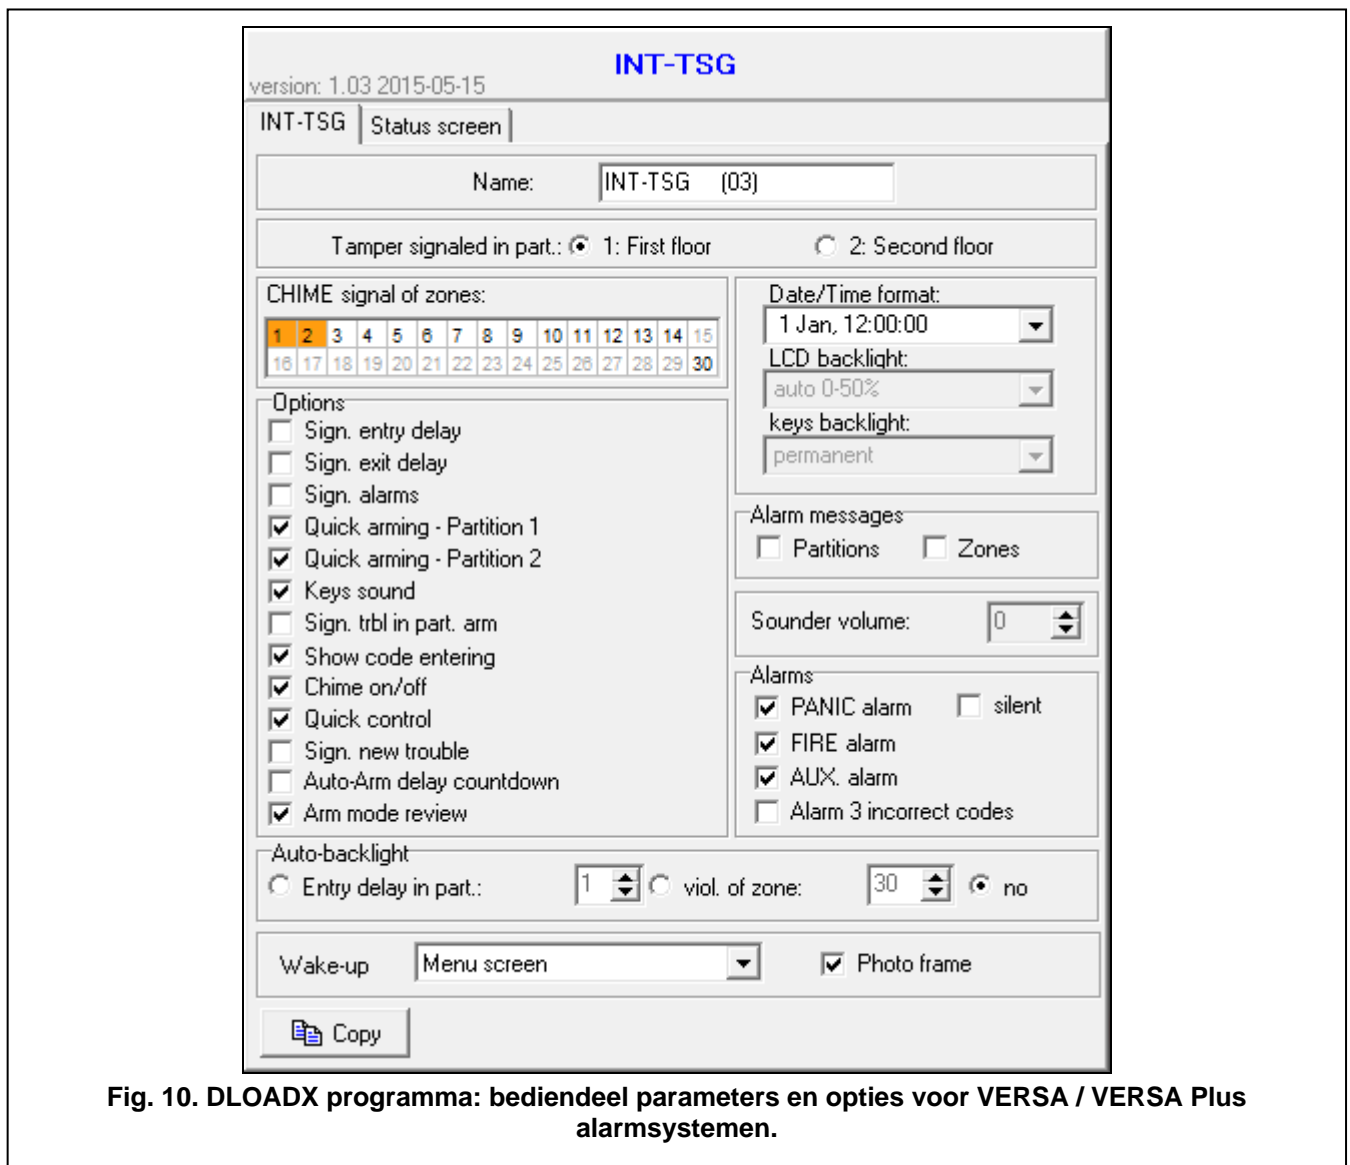 INT-TSG
version: 1.03 2015-05-15
INT-TSG Status screen
Name: INT-TSG (03)
Tamper signaled in part.: 1: First floor 2: Second floor
CHIME signal of zones:
1 2 3 4 5 6 7 8 9 10 11 12 13 14 15
16 17 18 19 20 21 22 23 24 25 26 27 28 29 30
Date/Time format:
1 Jan, 12:00:00
LCD backlight:
auto 0-50%
keys backlight:
permanent
Options
Sign. entry delay
Sign. exit delay
Sign. alarms
Quick arming - Partition 1
Quick arming - Partition 2
Keys sound
Sign. trbl in part. arm
Show code entering
Chime on/off
Quick control
Sign. new trouble
Auto-Arm delay countdown
Arm mode review
Alarm messages
Partitions Zones
Sounder volume: 0
Alarms
PANIC alarm silent
FIRE alarm
AUX. alarm
Alarm 3 incorrect codes
Auto-backlight
Entry delay in part.: 1 viol. of zone: 30 no
Wake-up Menu screen Photo frame
Copy
Fig. 10. DLOADX programma: bediendeel parameters en opties voor VERSA / VERSA Plus
alarmsystemen.